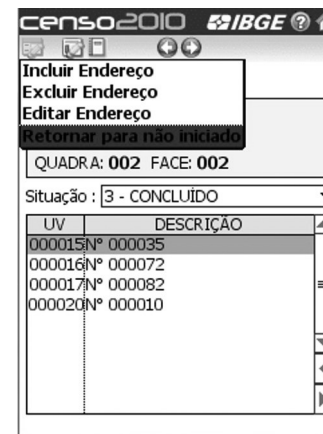 censo2010 IBGE ?
Incluir Endereço
Excluir Endereço
Editar Endereço
Retornar para não iniciado
QUADRA: 002 FACE: 002
Situação : 3 - CONCLUÍDO
UV DESCRIÇÃO
000015 Nº 000035
000016 Nº 000072
000017 Nº 000082
000020 Nº 000010